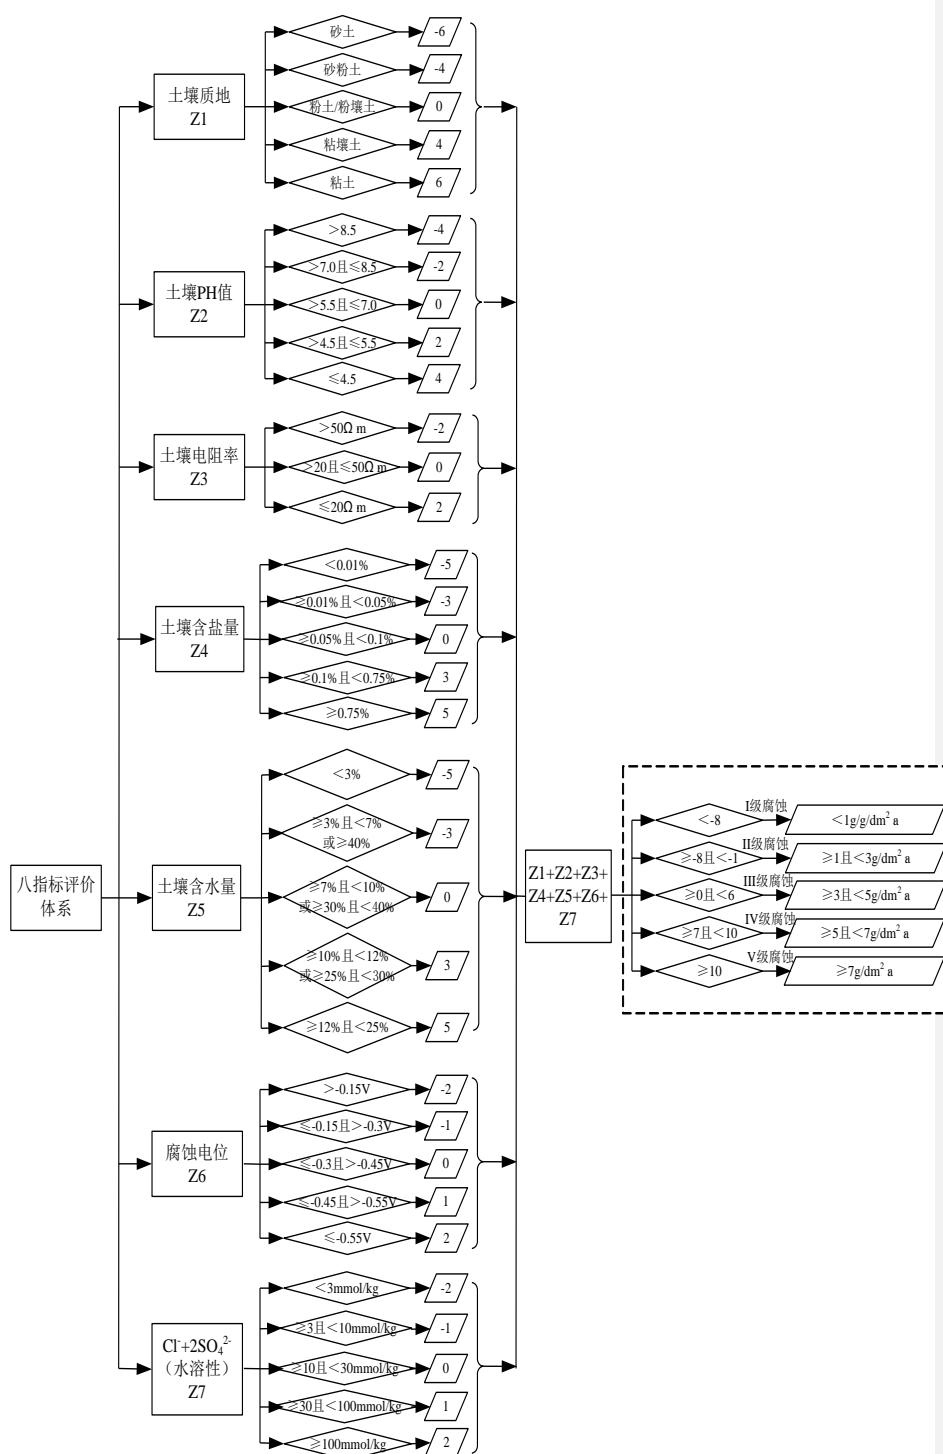 八指标评价
体系
土壤质地
Z1
砂土
-6
砂粉土
-4
粉土/粉壤土
0
粘壤土
4
粘土
6
土壤PH值
Z2
>8.5
-4
>7.0且≤8.5
-2
>5.5且≤7.0
0
>4.5且≤5.5
2
≤4.5
4
土壤电阻率
Z3
>50Ω m
-2
>20且≤50Ω m
0
≤20Ω m
2
土壤含盐量
Z4
<0.01%
-5
≥0.01%且<0.05%
-3
≥0.05%且<0.1%
0
≥0.1%且<0.75%
3
≥0.75%
5
土壤含水量
Z5
<3%
-5
≥3%且<7%
或≥40%
-3
≥7%且<10%
或≥30%且<40%
0
≥10%且<12%
或≥25%且<30%
3
≥12%且<25%
5
腐蚀电位
Z6
>-0.15V
-2
≤-0.15且>-0.3V
-1
≤-0.3且>-0.45V
0
≤-0.45且>-0.55V
1
≤-0.55V
2
Cl⁻+2SO₄²⁻
(水溶性)
Z7
<3mmol/kg
-2
≥3且<10mmol/kg
-1
≥10且<30mmol/kg
0
≥30且<100mmol/kg
1
≥100mmol/kg
2
Z1+Z2+Z3+
Z4+Z5+Z6+
Z7
<-8
I级腐蚀
<1g/g/dm² a
≥-8且<-1
II级腐蚀
≥1且<3g/dm² a
≥0且<6
III级腐蚀
≥3且<5g/dm² a
≥7且<10
IV级腐蚀
≥5且<7g/dm² a
≥10
V级腐蚀
≥7g/dm² a